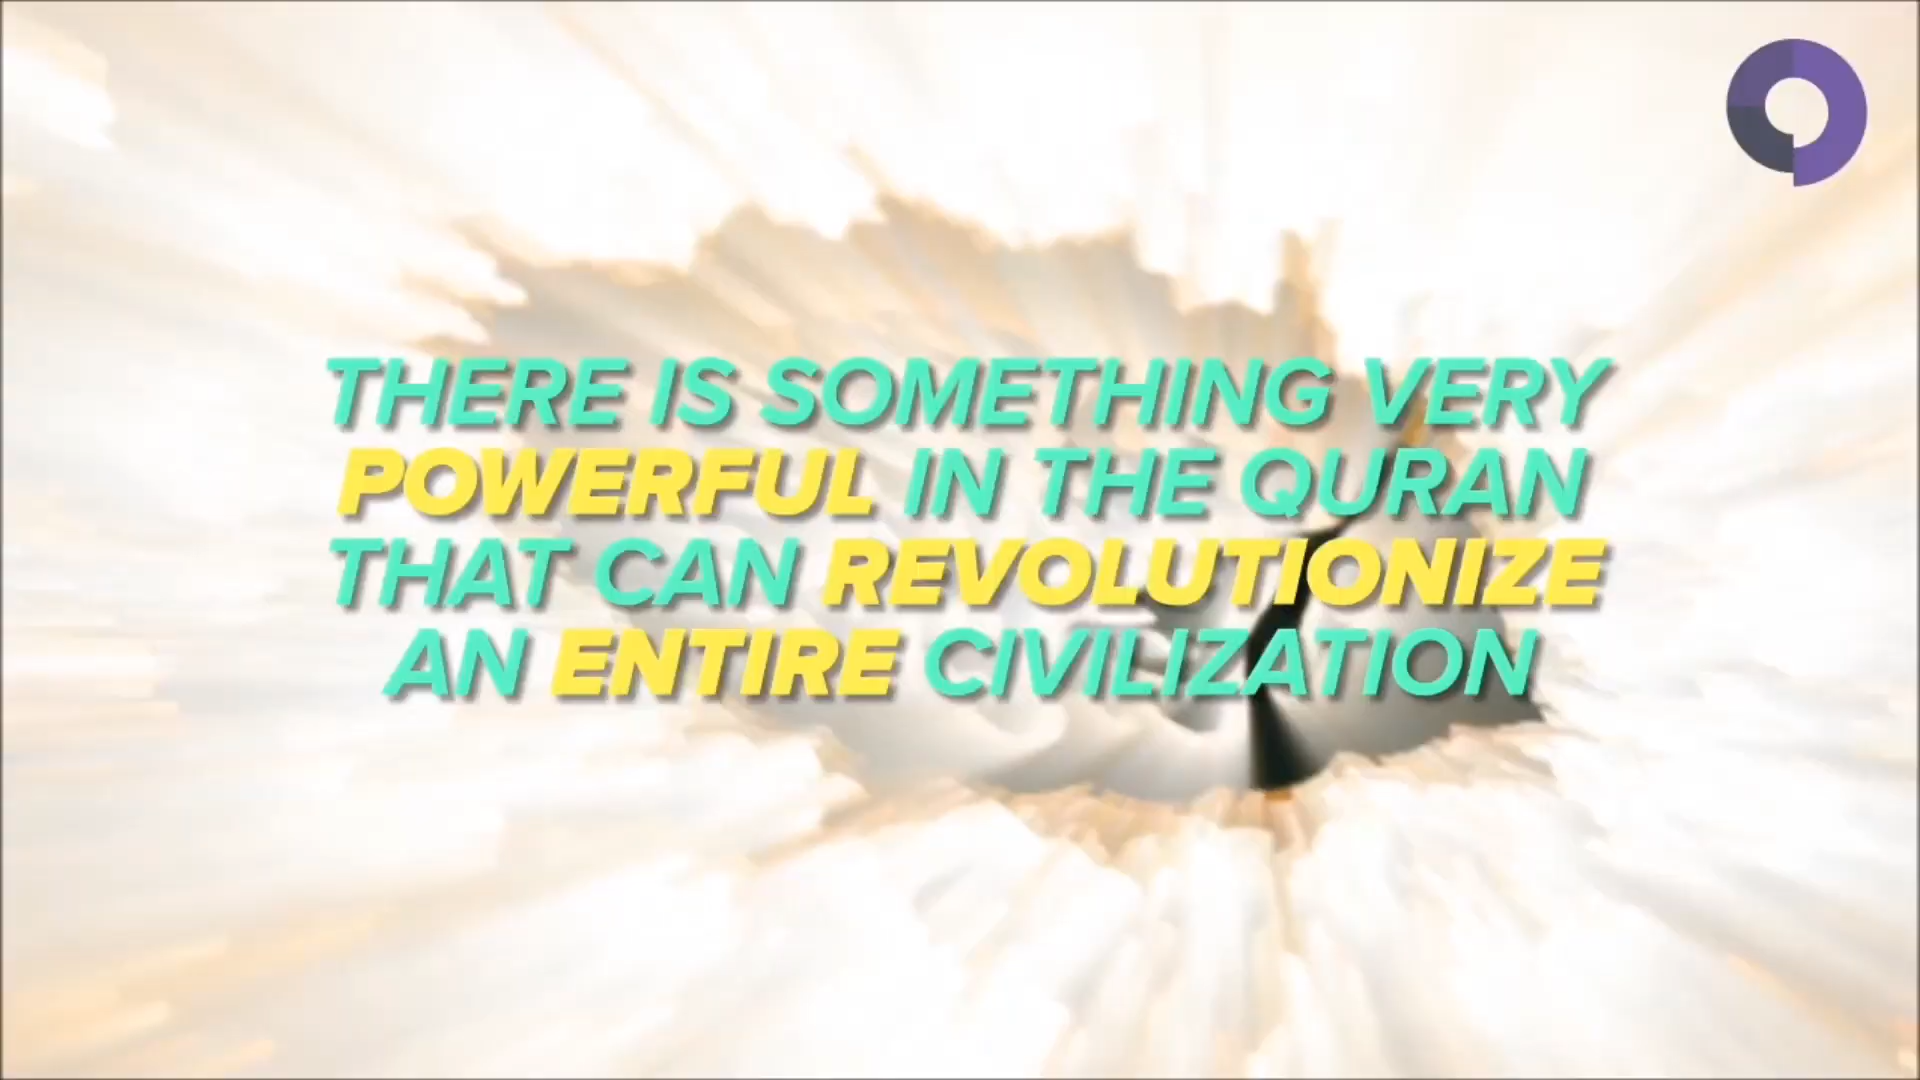 THERE IS SOMETHING VERY
POWERFUL IN THE QURAN
THAT CAN REVOLUTIONIZE
AN ENTIRE CIVILIZATION